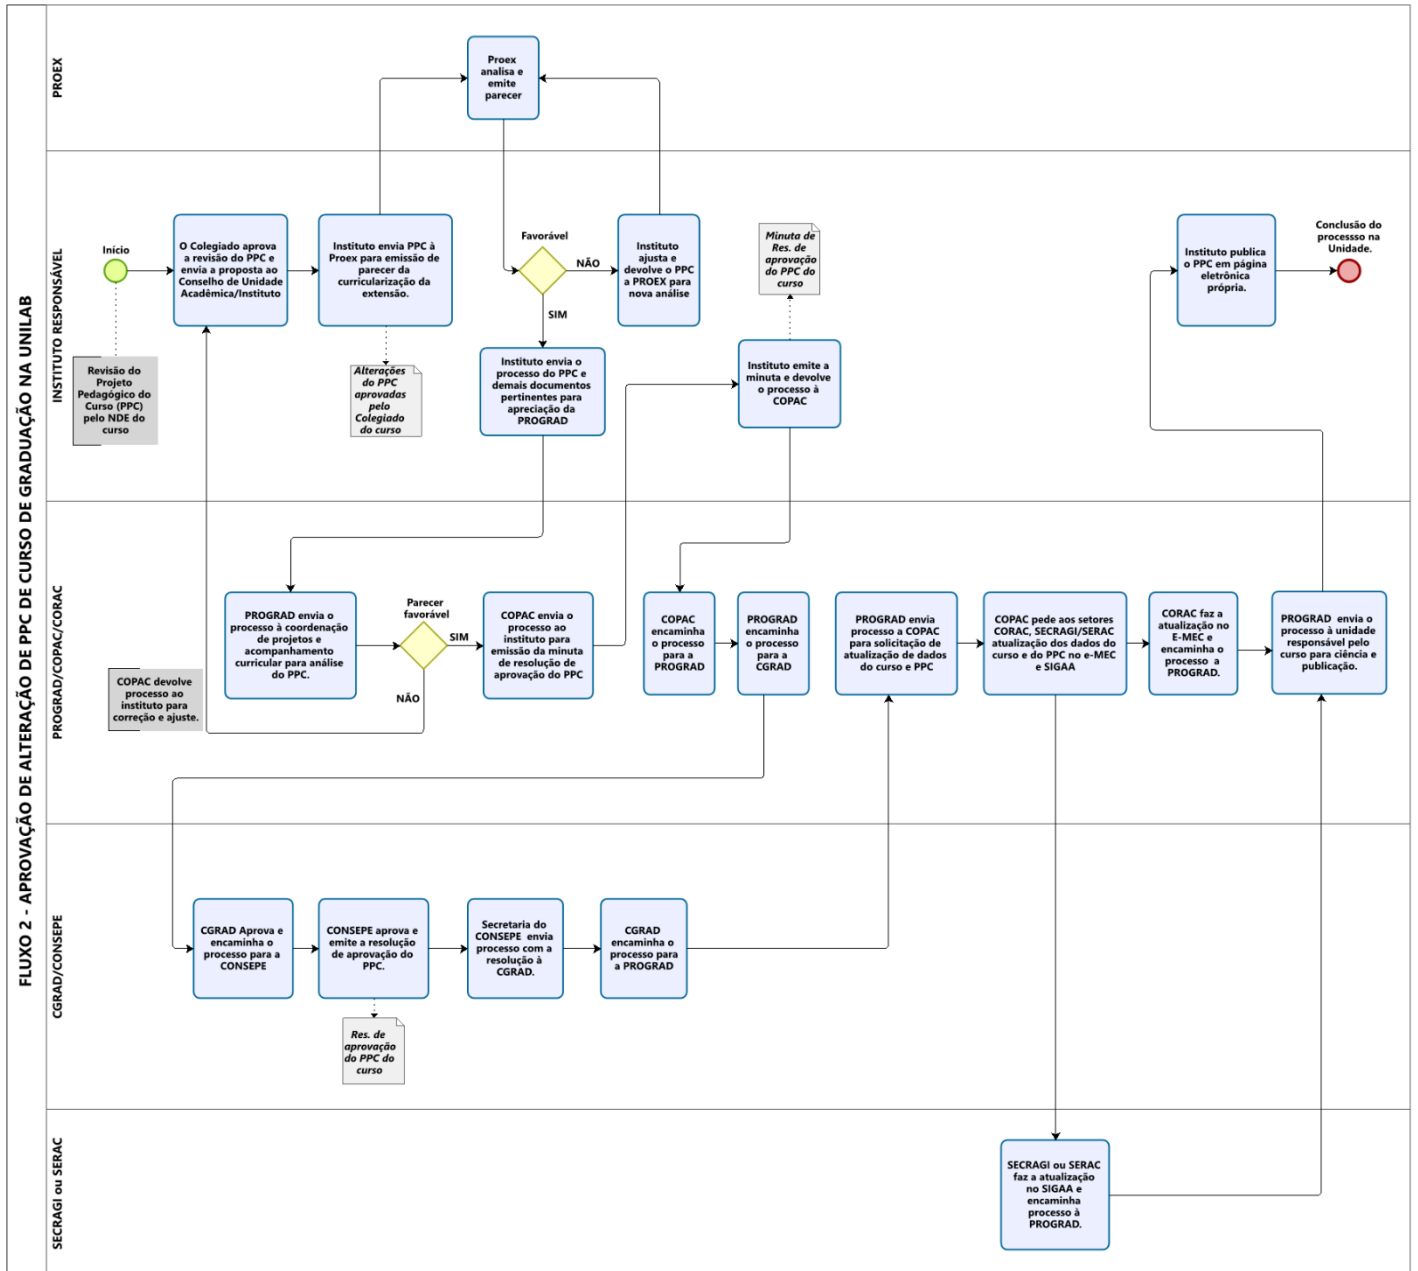 FLUXO 2 - APROVAÇÃO DE ALTERAÇÃO DE PPC DE CURSO DE GRADUAÇÃO NA UNILAB
PROEX
Proex
analisa e
emite
parecer
INSTITUTO RESPONSÁVEL
Início
Revisão do
Projeto
Pedagógico do
Curso (PPC)
pelo NDE do
curso
O Colegiado aprova
a revisão do PPC e
envia a proposta ao
Conselho de Unidade
Acadêmica/Instituto
Instituto envia PPC à
Proex para emissão de
parecer da
curricularização da
extensão.
Alterações
do PPC
aprovadas
pelo
Colegiado
do curso
Favorável
NÃO
SIM
Instituto
ajusta e
devolve o PPC
a PROEX para
nova análise
Instituto envia o
processo do PPC e
demais documentos
pertinentes para
apreciação da
PROGRAD
Minuta de
Res. de
aprovação
do PPC do
curso
Instituto emite a
minuta e devolve
o processo à
COPAC
Instituto publica
o PPC em página
eletrônica
própria.
Conclusão do
processso na
Unidade.
PROGRAD/COPAC/CORAC
COPAC devolve
processo ao
instituto para
correção e ajuste.
PROGRAD envia o
processo à coordenação
de projetos e
acompanhamento
curricular para análise
do PPC.
Parecer
favorável
SIM
NÃO
COPAC envia o
processo ao
instituto para
emissão da minuta
de resolução de
aprovação do PPC
COPAC
encaminha
o processo
para a
PROGRAD
PROGRAD
encaminha
o processo
para a
CGRAD
PROGRAD envia
processo a COPAC
para solicitação de
atualização de dados
do curso e PPC
COPAC pede aos setores
CORAC, SECRAGI/SERAC
atualização dos dados do
curso e do PPC no e-MEC
e SIGAA
CORAC faz a
atualização no
E-MEC e
encaminha o
processo a
PROGRAD.
PROGRAD envia o
processo à unidade
responsável pelo
curso para ciência e
publicação.
CGRAD/CONSEPE
CGRAD Aprova e
encaminha o
processo para a
CONSEPE
CONSEPE aprova e
emite a resolução
de aprovação do
PPC.
Res. de
aprovação
do PPC do
curso
Secretaria do
CONSEPE envia
processo com a
resolução à
CGRAD.
CGRAD
encaminha o
processo para
a PROGRAD
SECRAGI ou SERAC
SECRAGI ou SERAC
faz a atualização
no SIGAA e
encaminha
processo à
PROGRAD.